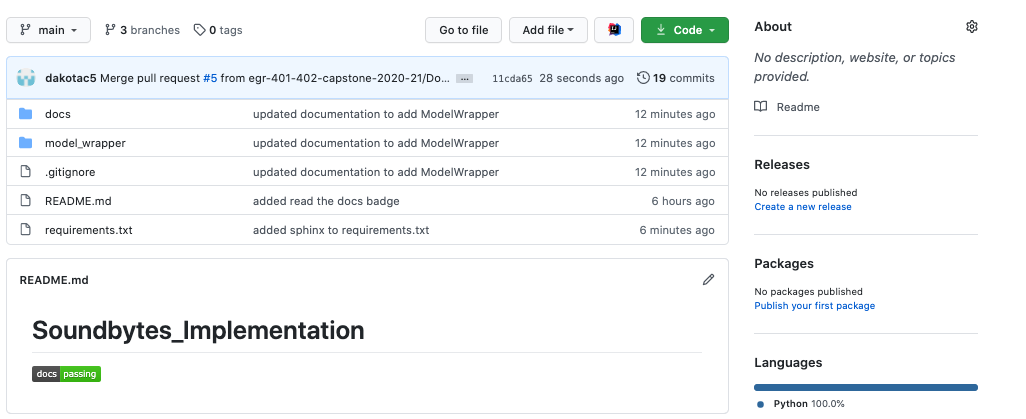 main
3 branches
0 tags
Go to file
Add file
Code
dakotac5 Merge pull request #5 from egr-401-402-capstone-2020-21/Do... ... 11cda65 28 seconds ago 19 commits
docs updated documentation to add ModelWrapper 12 minutes ago
model_wrapper updated documentation to add ModelWrapper 12 minutes ago
.gitignore updated documentation to add ModelWrapper 12 minutes ago
README.md added read the docs badge 6 hours ago
requirements.txt added sphinx to requirements.txt 6 minutes ago
README.md
Soundbytes_Implementation
docs passing
About
No description, website, or topics
provided.
Readme
Releases
No releases published
Create a new release
Packages
No packages published
Publish your first package
Languages
Python 100.0%